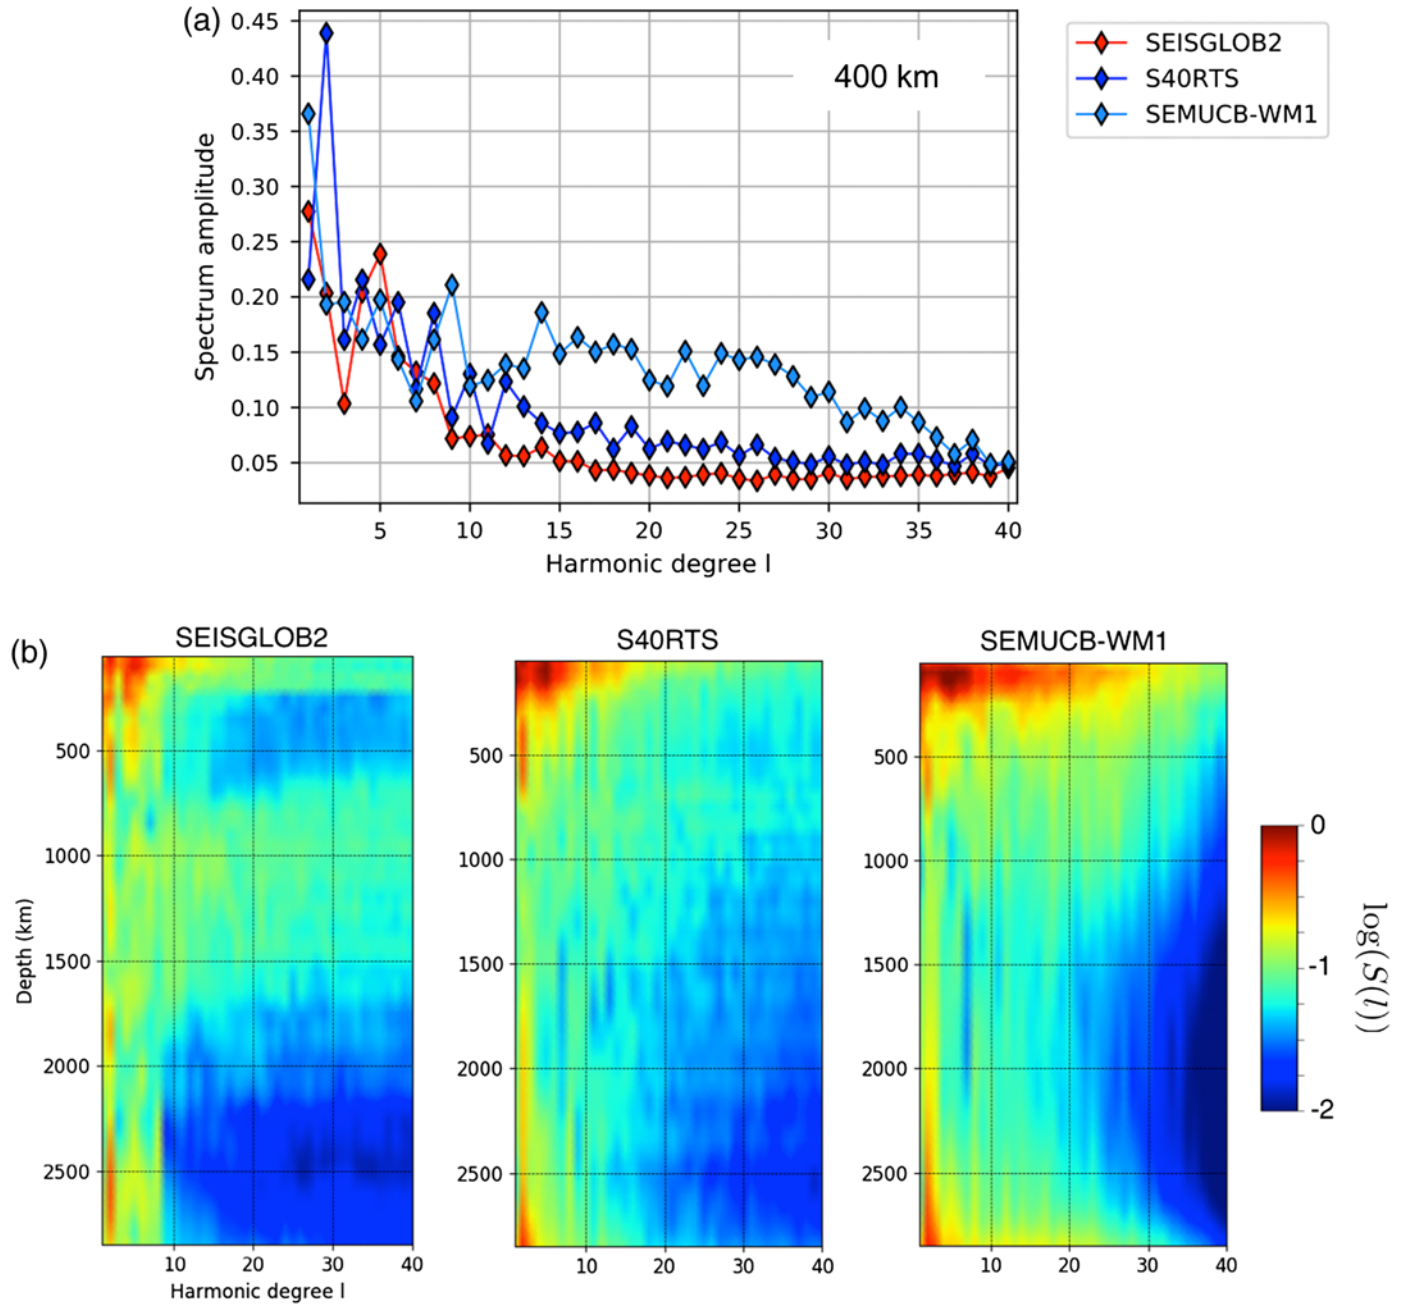 (a)
0.45
0.40
0.35
0.30
0.25
0.20
0.15
0.10
0.05
Spectrum amplitude
400 km
5 10 15 20 25 30 35 40
Harmonic degree l
SEISGLOB2
S40RTS
SEMUCB-WM1
(b)
SEISGLOB2
500
1000
1500
2000
2500
Depth (km)
10 20 30 40
Harmonic degree l
S40RTS
500
1000
1500
2000
2500
10 20 30 40
SEMUCB-WM1
500
1000
1500
2000
2500
10 20 30 40
0
-1
-2
log(S(l))